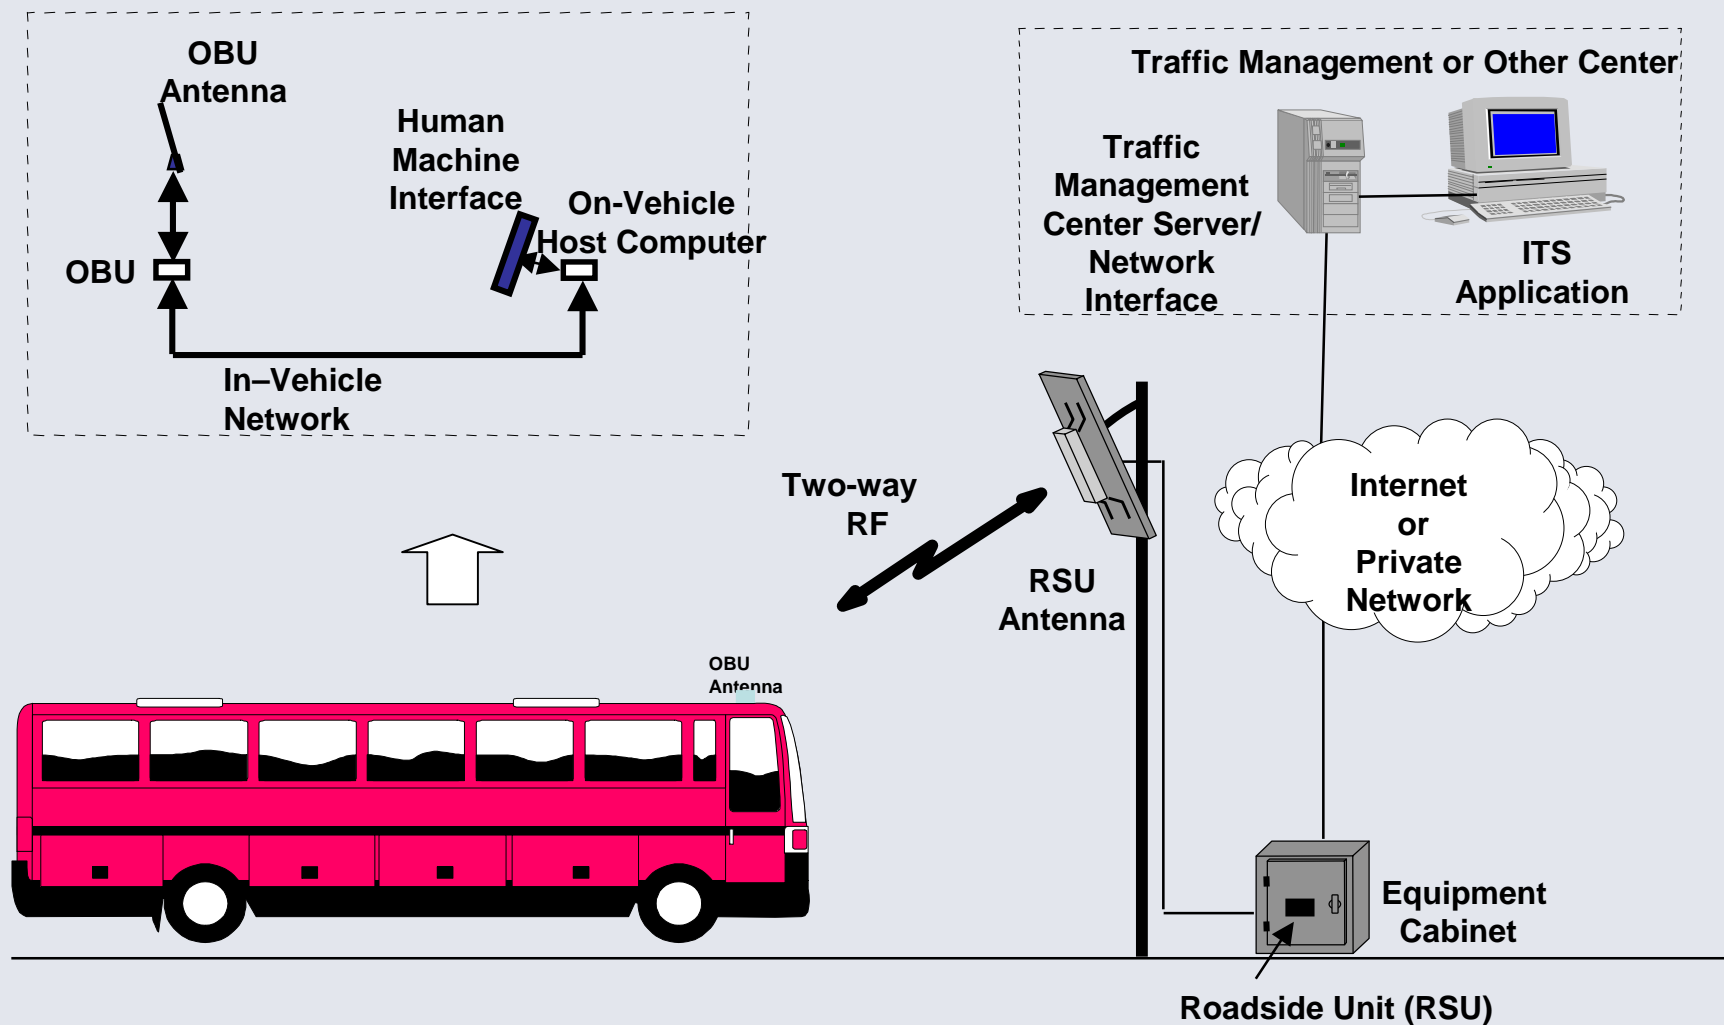 OBU
Antenna
Human
Machine
Interface
On-Vehicle
Host Computer
OBU
In–Vehicle
Network
Traffic Management or Other Center
Traffic
Management
Center Server/
Network
Interface
ITS
Application
Two-way
RF
RSU
Antenna
Internet
or
Private
Network
OBU
Antenna
Equipment
Cabinet
Roadside Unit (RSU)